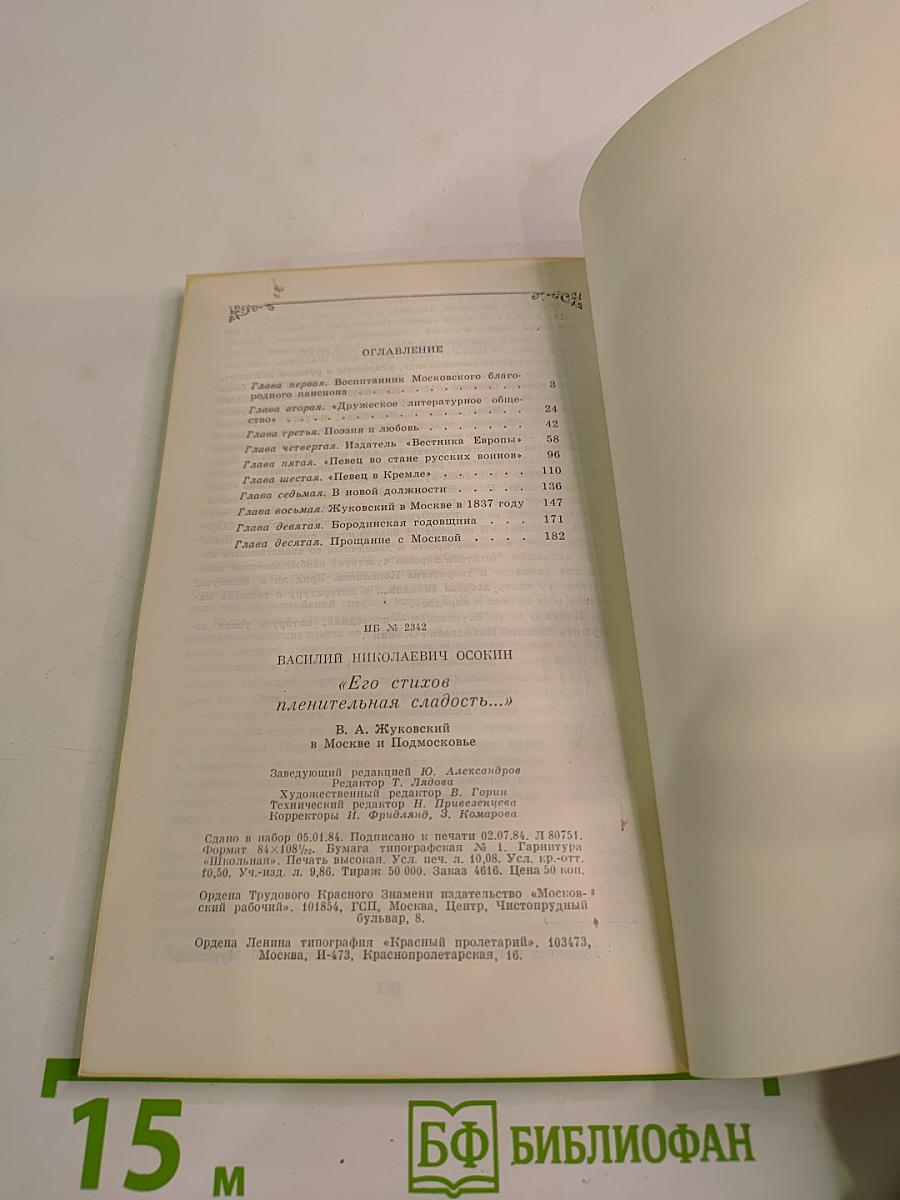 ОГЛАВЛЕНИЕ
Глава первая. Воспитанник Московского благо-
родного пансиона . . . . . . . . . . . . 3
Глава вторая. «Дружеское литературное обще-
ство» . . . . . . . . . . . . . . . . 24
Глава третья. Поэзия и любовь . . . . . . . 42
Глава четвертая. Издатель «Вестника Европы» 58
Глава пятая. «Певец во стане русских воинов» 96
Глава шестая. «Певец в Кремле» . . . . . . 110
Глава седьмая. В новой должности . . . . . 136
Глава восьмая. Жуковский в Москве в 1837 году 147
Глава девятая. Бородинская годовщина . . . 171
Глава десятая. Прощание с Москвой . . . . 182
ИБ № 2342
ВАСИЛИЙ НИКОЛАЕВИЧ ОСОКИН
«Его стихов
пленительная сладость...»
В. А. Жуковский
в Москве и Подмосковье
Заведующий редакцией Ю. Александров
Редактор Т. Лядова
Художественный редактор В. Горин
Технический редактор Н. Привезенцева
Корректоры И. Фридлянд, З. Комарова
Сдано в набор 05.01.84. Подписано к печати 02.07.84. Л 80751.
Формат 84×108 1/32. Бумага типографская № 1. Гарнитура
«Школьная». Печать высокая. Усл. печ. л. 10,08. Усл. кр.-отт.
10,50. Уч.-изд. л. 9,86. Тираж 50 000. Заказ 4616. Цена 50 коп.
Ордена Трудового Красного Знамени издательство «Москов-
ский рабочий». 101854, ГСП, Москва, Центр, Чистопрудный
бульвар, 8.
Ордена Ленина типография «Красный пролетарий». 103473,
Москва, И-473, Краснопролетарская, 16.
15 м
БФ БИБЛИОФАН